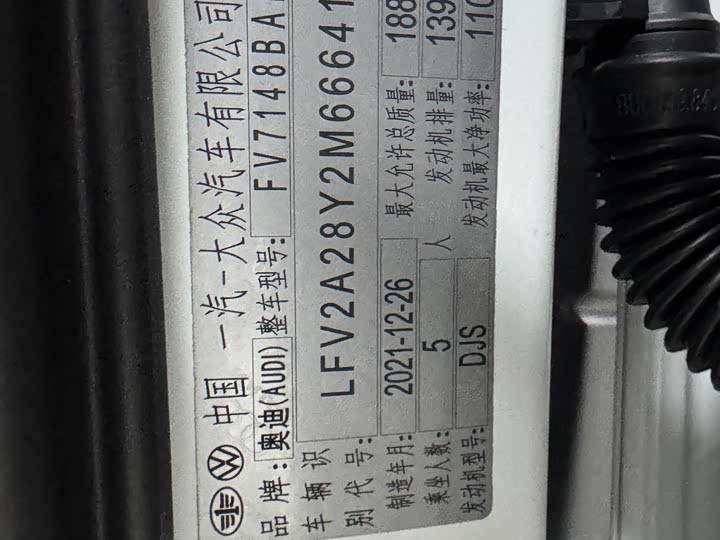 中国 一汽-大众汽车有限公司
品牌: 奥迪(AUDI) 整车型号: FV7148BA
车辆识别代号: LFV2A28Y2M666641
制造年月: 2021-12-26 最大允许总质量: 188
乘坐人数: 5 人 发动机排量: 139
发动机型号: DJS 发动机最大净功率: 110